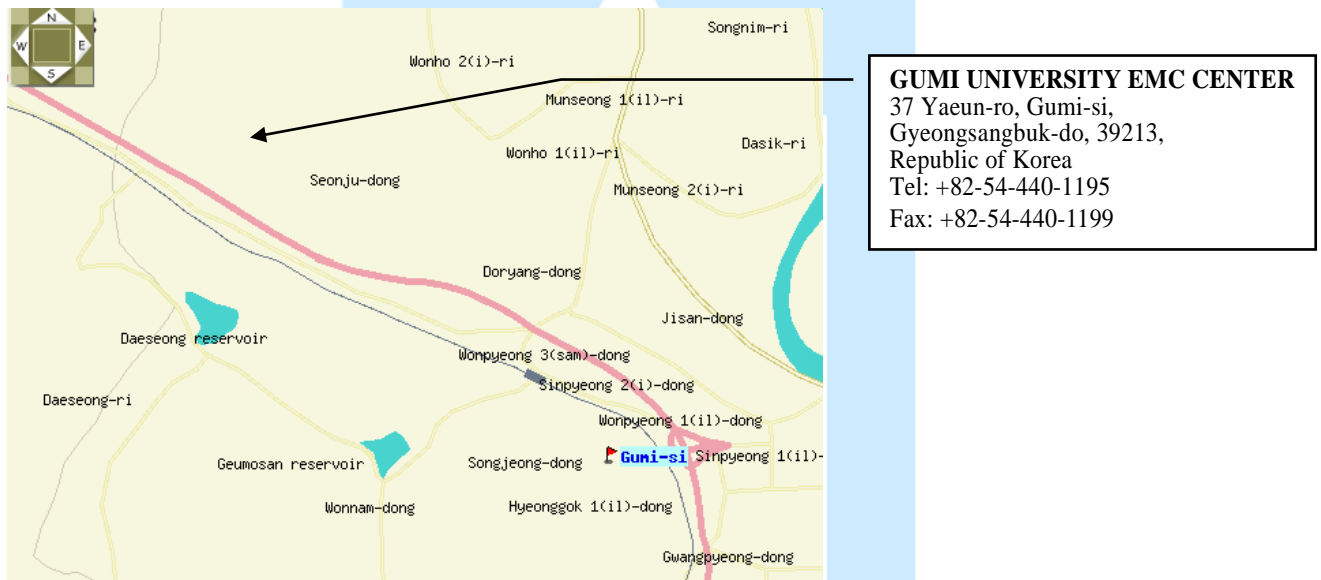 N
W
E
S
Songnim-ri
Wonho 2(i)-ri
Munseong 1(il)-ri
Dasik-ri
Wonho 1(il)-ri
Seonju-dong
Munseong 2(i)-ri
Doryang-dong
Jisan-dong
Daeseong reservoir
Wonpyeong 3(sam)-dong
Sinpyeong 2(i)-dong
Daeseong-ri
Wonpyeong 1(il)-dong
Gumi-si
Sinpyeong 1(il)-
Geumosan reservoir
Songjeong-dong
Wonnam-dong
Hyeonggok 1(il)-dong
Gwangpyeong-dong
GUMI UNIVERSITY EMC CENTER
37 Yaeun-ro, Gumi-si,
Gyeongsangbuk-do, 39213,
Republic of Korea
Tel: +82-54-440-1195
Fax: +82-54-440-1199